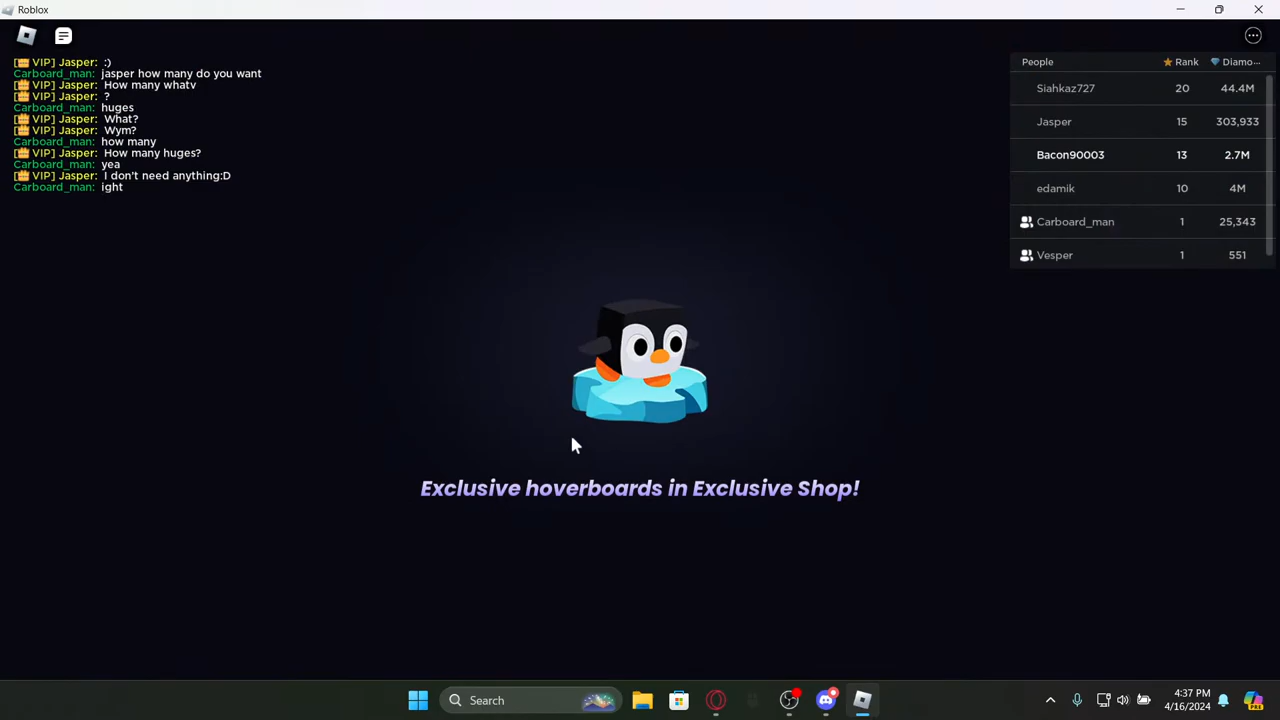 Roblox
[VIP] Jasper: :)
Carboard_man: jasper how many do you want
[VIP] Jasper: How many whatv
[VIP] Jasper: ?
Carboard_man: huges
[VIP] Jasper: What?
[VIP] Jasper: Wym?
Carboard_man: how many
[VIP] Jasper: How many huges?
Carboard_man: yea
[VIP] Jasper: I don't need anything:D
Carboard_man: ight
People Rank Diamo...
Siahkaz727 20 44.4M
Jasper 15 303,933
Bacon90003 13 2.7M
edamik 10 4M
Carboard_man 1 25,343
Vesper 1 551
Exclusive hoverboards in Exclusive Shop!
Search
4:37 PM
4/16/2024